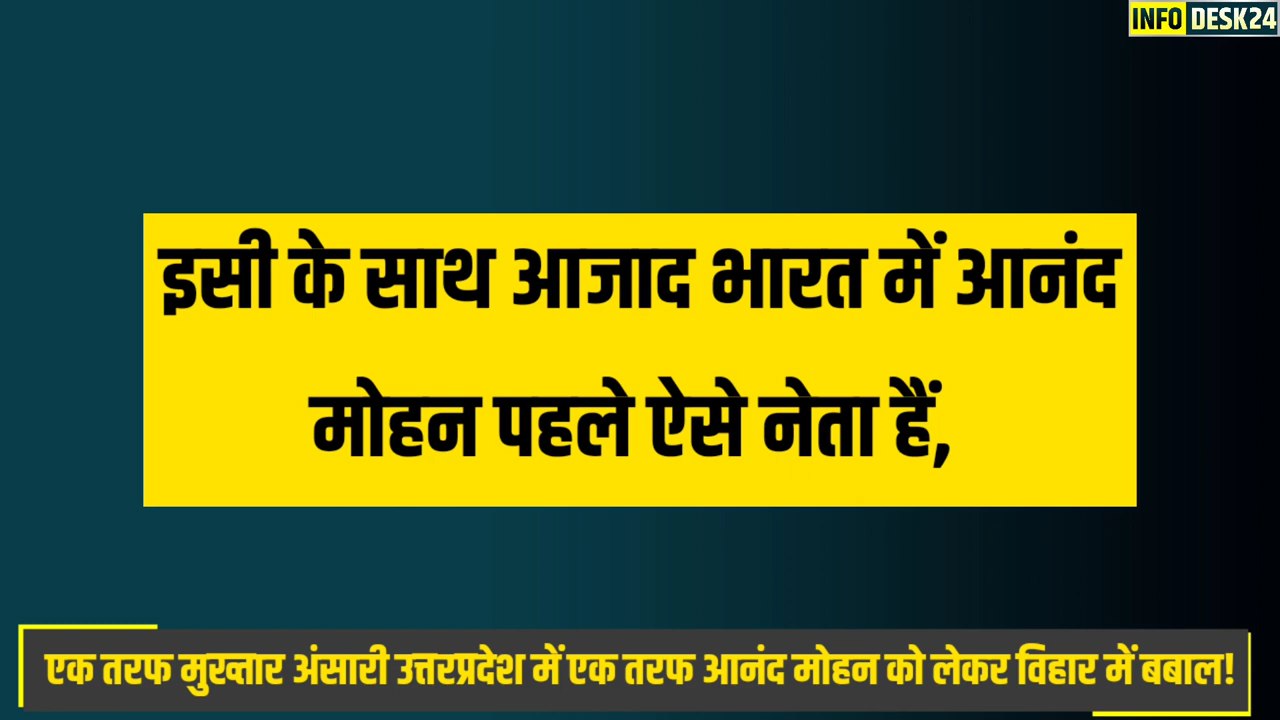 INFO DESK24
इसी के साथ आजाद भारत में आनंद
मोहन पहले ऐसे नेता हैं,
एक तरफ मुख्तार अंसारी उत्तरप्रदेश में एक तरफ आनंद मोहन को लेकर विहार में बबाल!